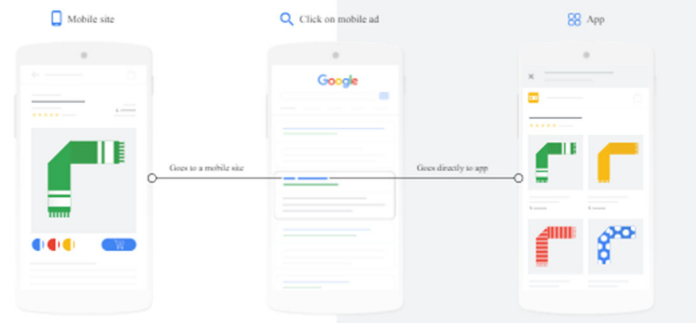 Mobile site
Click on mobile ad
App
Google
Goes to a mobile site
Goes directly to app